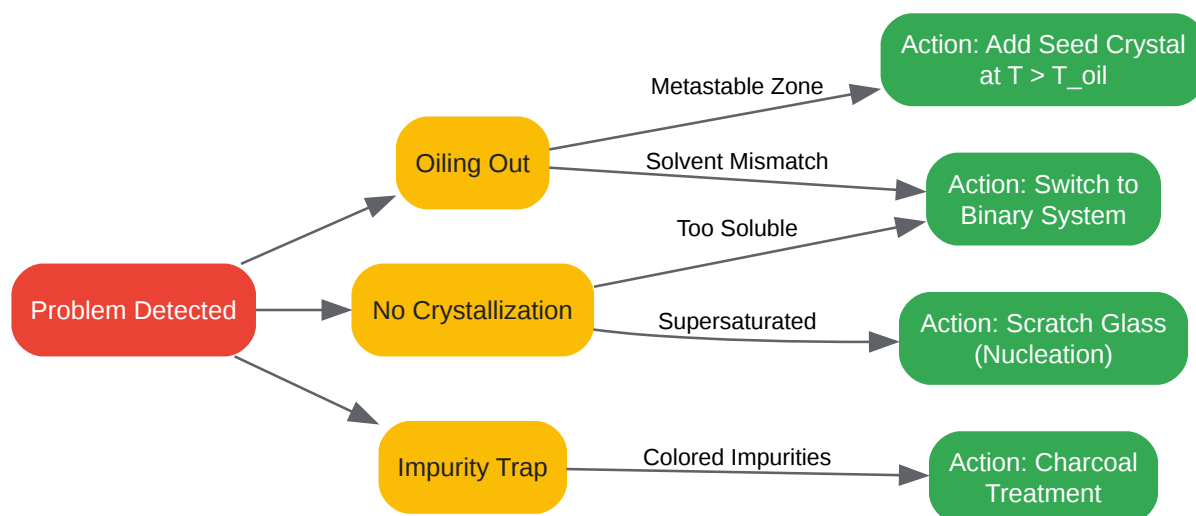 Action: Add Seed Crystal
at T > T_oil
Metastable Zone
Oiling Out
Solvent Mismatch
Action: Switch to
Binary System
Too Soluble
Problem Detected
No Crystallization
Supersaturated
Action: Scratch Glass
(Nucleation)
Impurity Trap
Colored Impurities
Action: Charcoal
Treatment